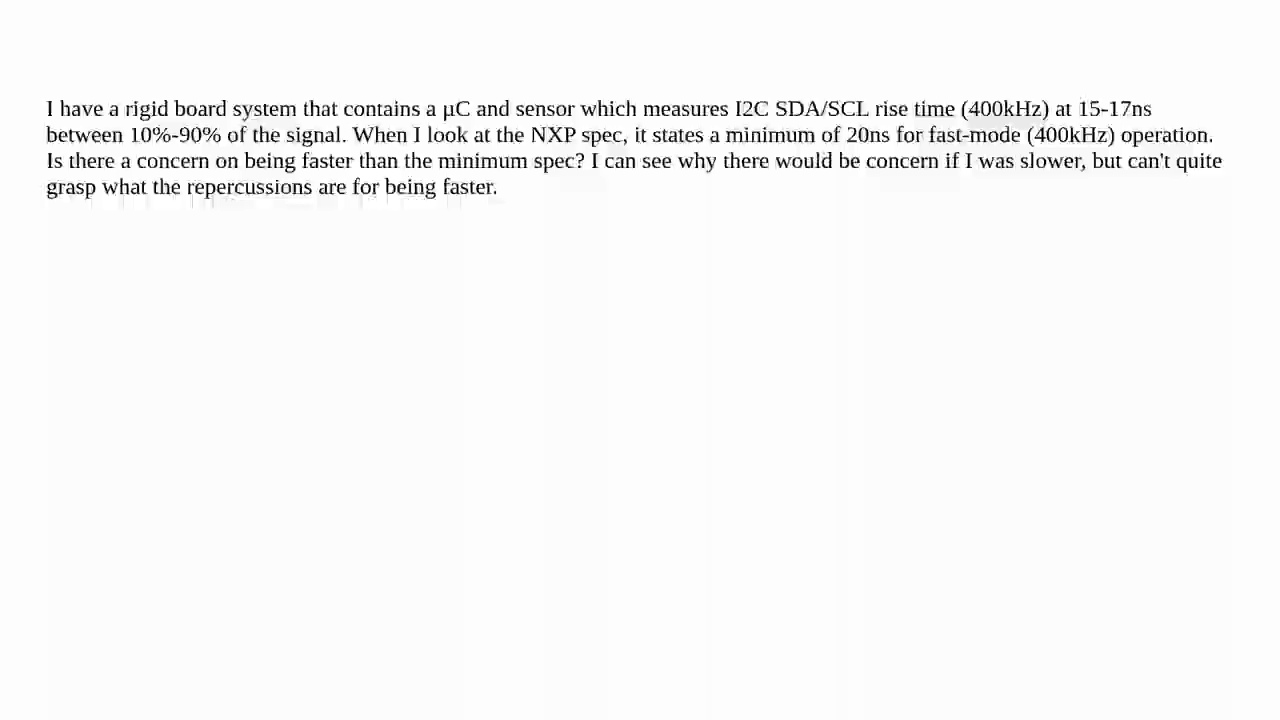 I have a rigid board system that contains a µC and sensor which measures I2C SDA/SCL rise time (400kHz) at 15-17ns
between 10%-90% of the signal. When I look at the NXP spec, it states a minimum of 20ns for fast-mode (400kHz) operation.
Is there a concern on being faster than the minimum spec? I can see why there would be concern if I was slower, but can't quite
grasp what the repercussions are for being faster.